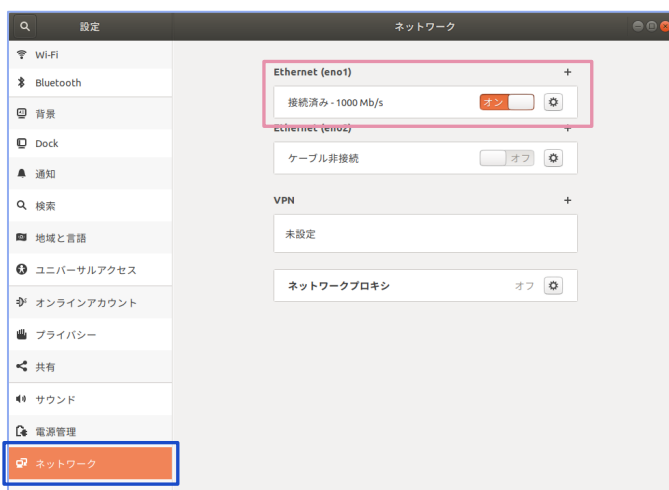 設定
ネットワーク
Wi-Fi
Bluetooth
背景
Dock
通知
検索
地域と言語
ユニバーサルアクセス
オンラインアカウント
プライバシー
共有
サウンド
電源管理
ネットワーク
Ethernet (eno1)
接続済み - 1000 Mb/s
オン
Ethernet (eno2)
ケーブル非接続
オフ
VPN
未設定
ネットワークプロキシ
オフ